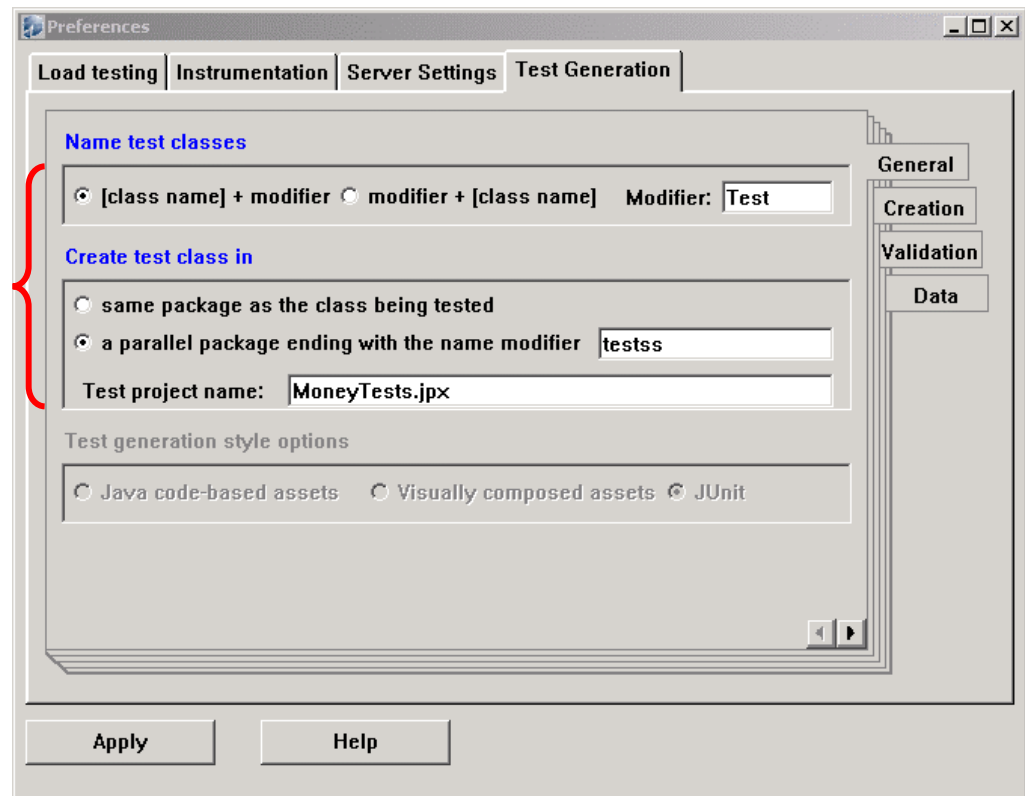 Preferences
Load testing Instrumentation Server Settings Test Generation
Name test classes
General
[class name] + modifier modifier + [class name] Modifier: Test
Creation
Create test class in
Validation
same package as the class being tested
Data
a parallel package ending with the name modifier testss
Test project name: MoneyTests.jpx
Test generation style options
Java code-based assets Visually composed assets JUnit
Apply Help